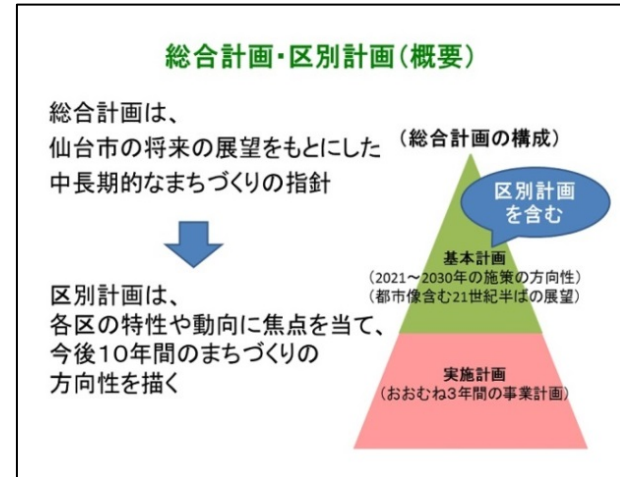 総合計画・区別計画（概要）
総合計画は、
仙台市の将来の展望をもとにした
中長期的なまちづくりの指針
区別計画は、
各区の特性や動向に焦点を当て、
今後１０年間のまちづくりの
方向性を描く
（総合計画の構成）
区別計画
を含む
基本計画
（2021～2030年の施策の方向性）
（都市像含む21世紀半ばの展望）
実施計画
（おおむね３年間の事業計画）